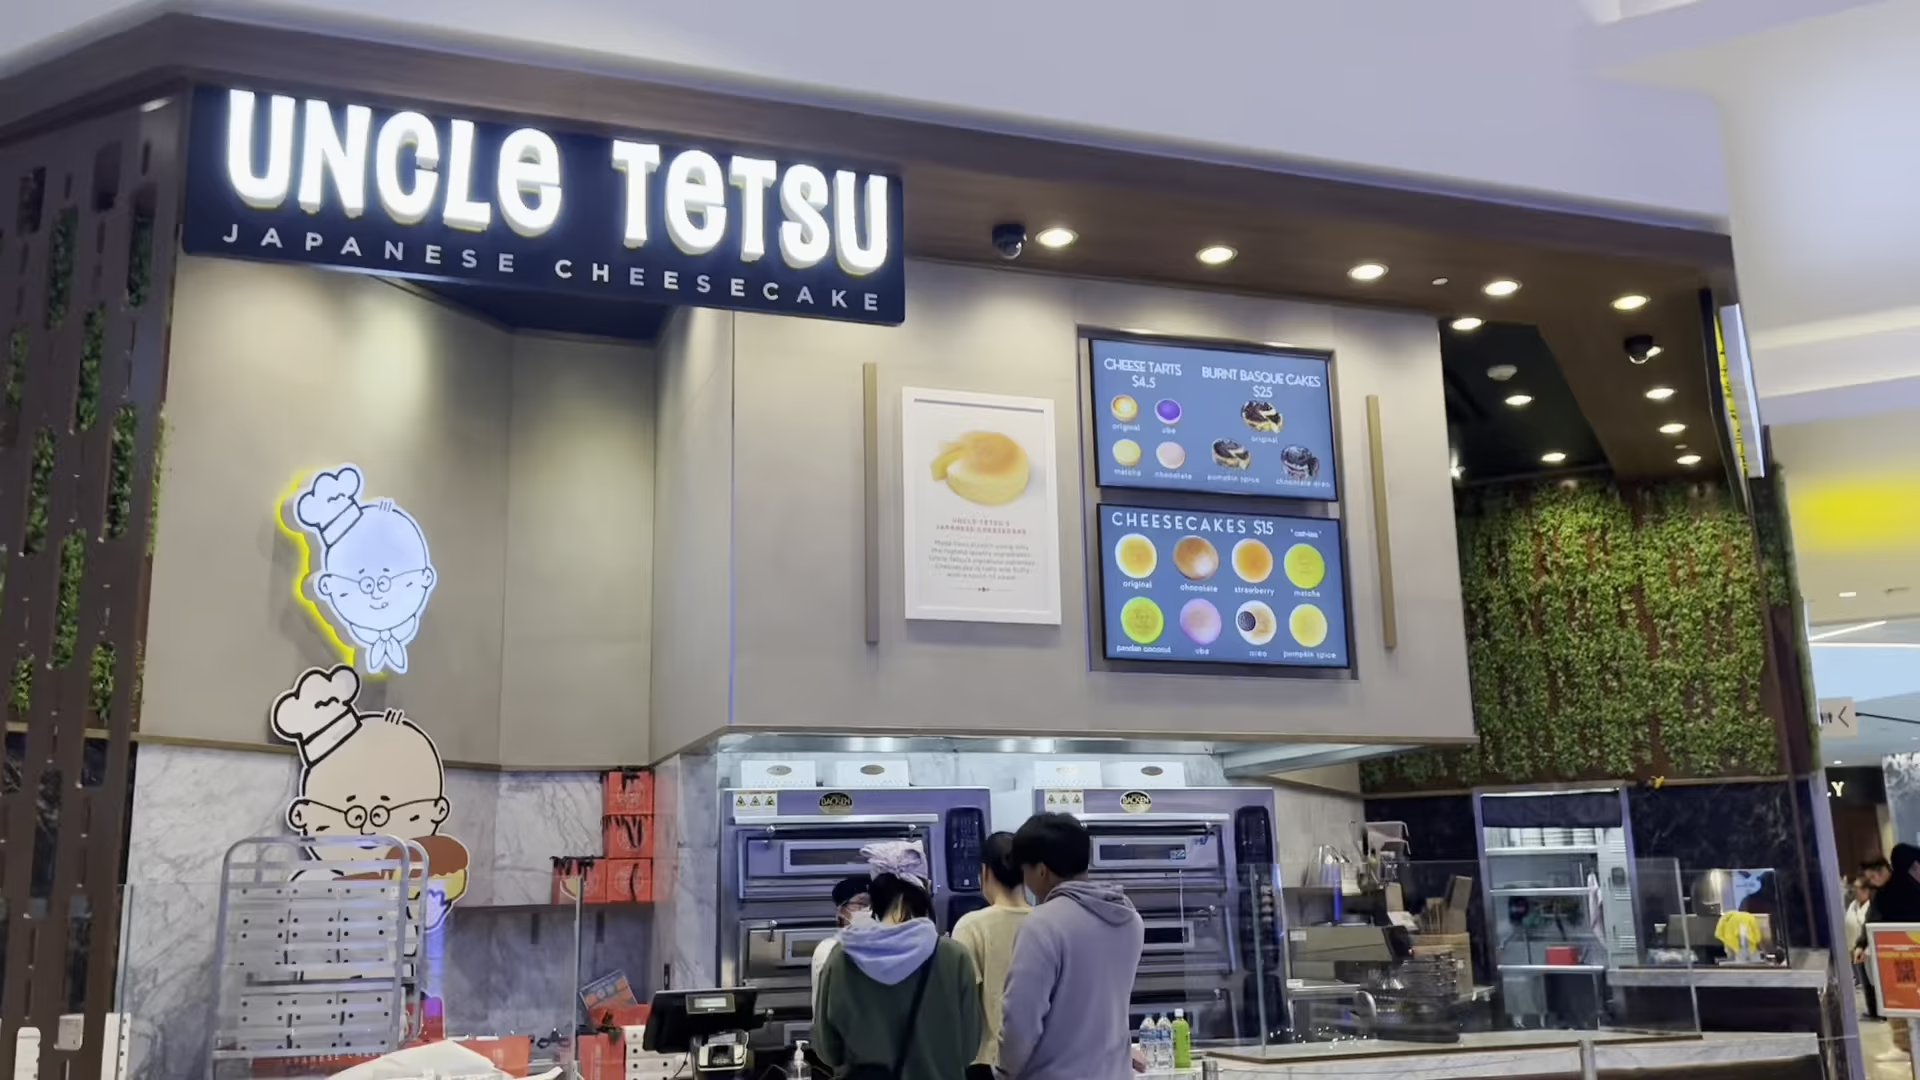 UNCLE TETSU
JAPANESE CHEESECAKE
CHEESE TARTS
$4.5
original
ube
matcha
chocolate
BURNT BASQUE CAKES
$25
original
pumpkin spice
chocolate oreo
UNCLE TETSU'S
JAPANESE CHEESECAKE
CHEESECAKES $15
original
chocolate
strawberry
matcha
pandan coconut
ube
oreo
pumpkin spice
BACKEN
BACKEN